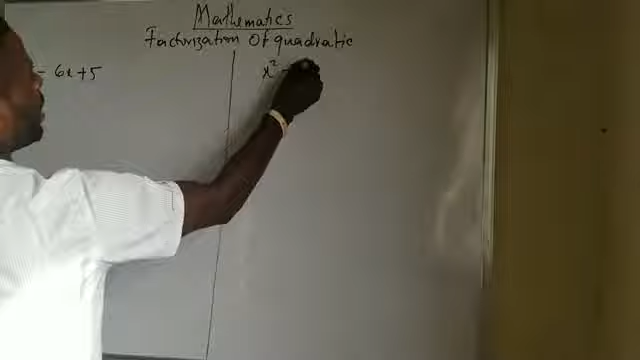 Mathematics
Factorization Of quadratic
- 6x + 5
x² -